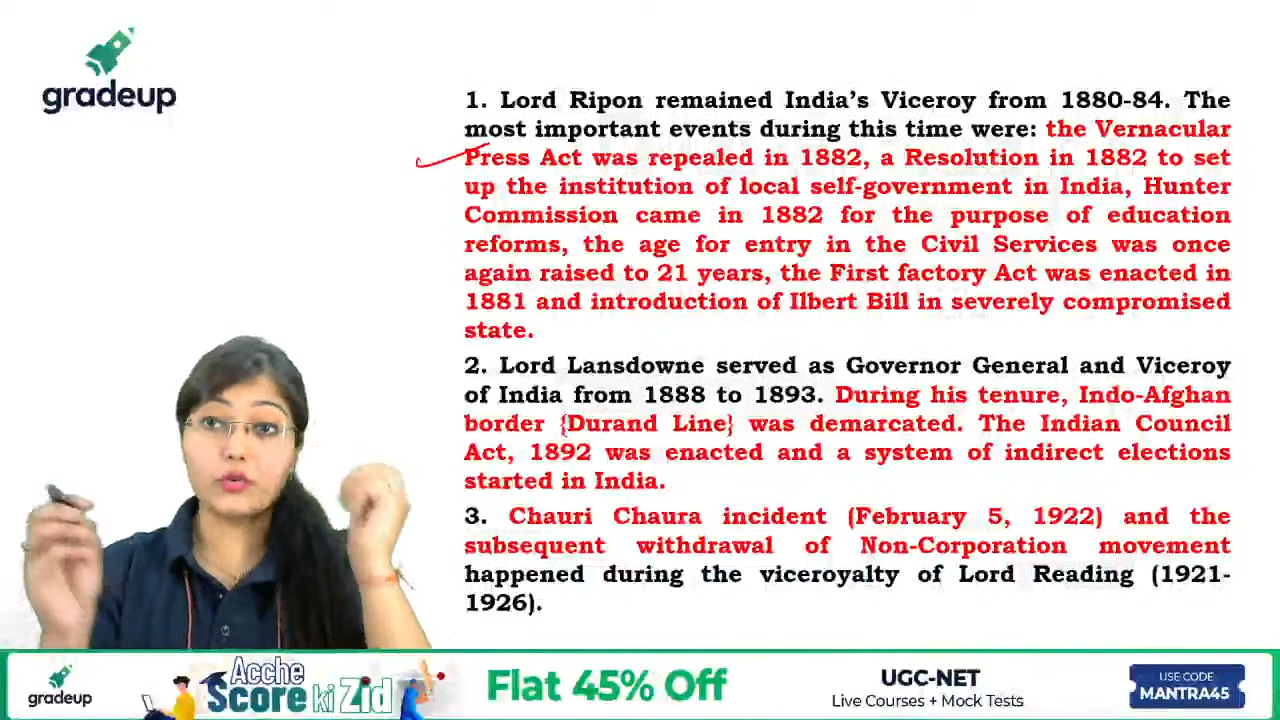 gradeup
1. Lord Ripon remained India's Viceroy from 1880-84. The
most important events during this time were: the Vernacular
Press Act was repealed in 1882, a Resolution in 1882 to set
up the institution of local self-government in India, Hunter
Commission came in 1882 for the purpose of education
reforms, the age for entry in the Civil Services was once
again raised to 21 years, the First factory Act was enacted in
1881 and introduction of Ilbert Bill in severely compromised
state.
2. Lord Lansdowne served as Governor General and Viceroy
of India from 1888 to 1893. During his tenure, Indo-Afghan
border {Durand Line} was demarcated. The Indian Council
Act, 1892 was enacted and a system of indirect elections
started in India.
3. Chauri Chaura incident (February 5, 1922) and the
subsequent withdrawal of Non-Corporation movement
happened during the viceroyalty of Lord Reading (1921-
1926).
gradeup
Acche
Score ki Zid
Flat 45% Off
UGC-NET
Live Courses + Mock Tests
USE CODE
MANTRA45